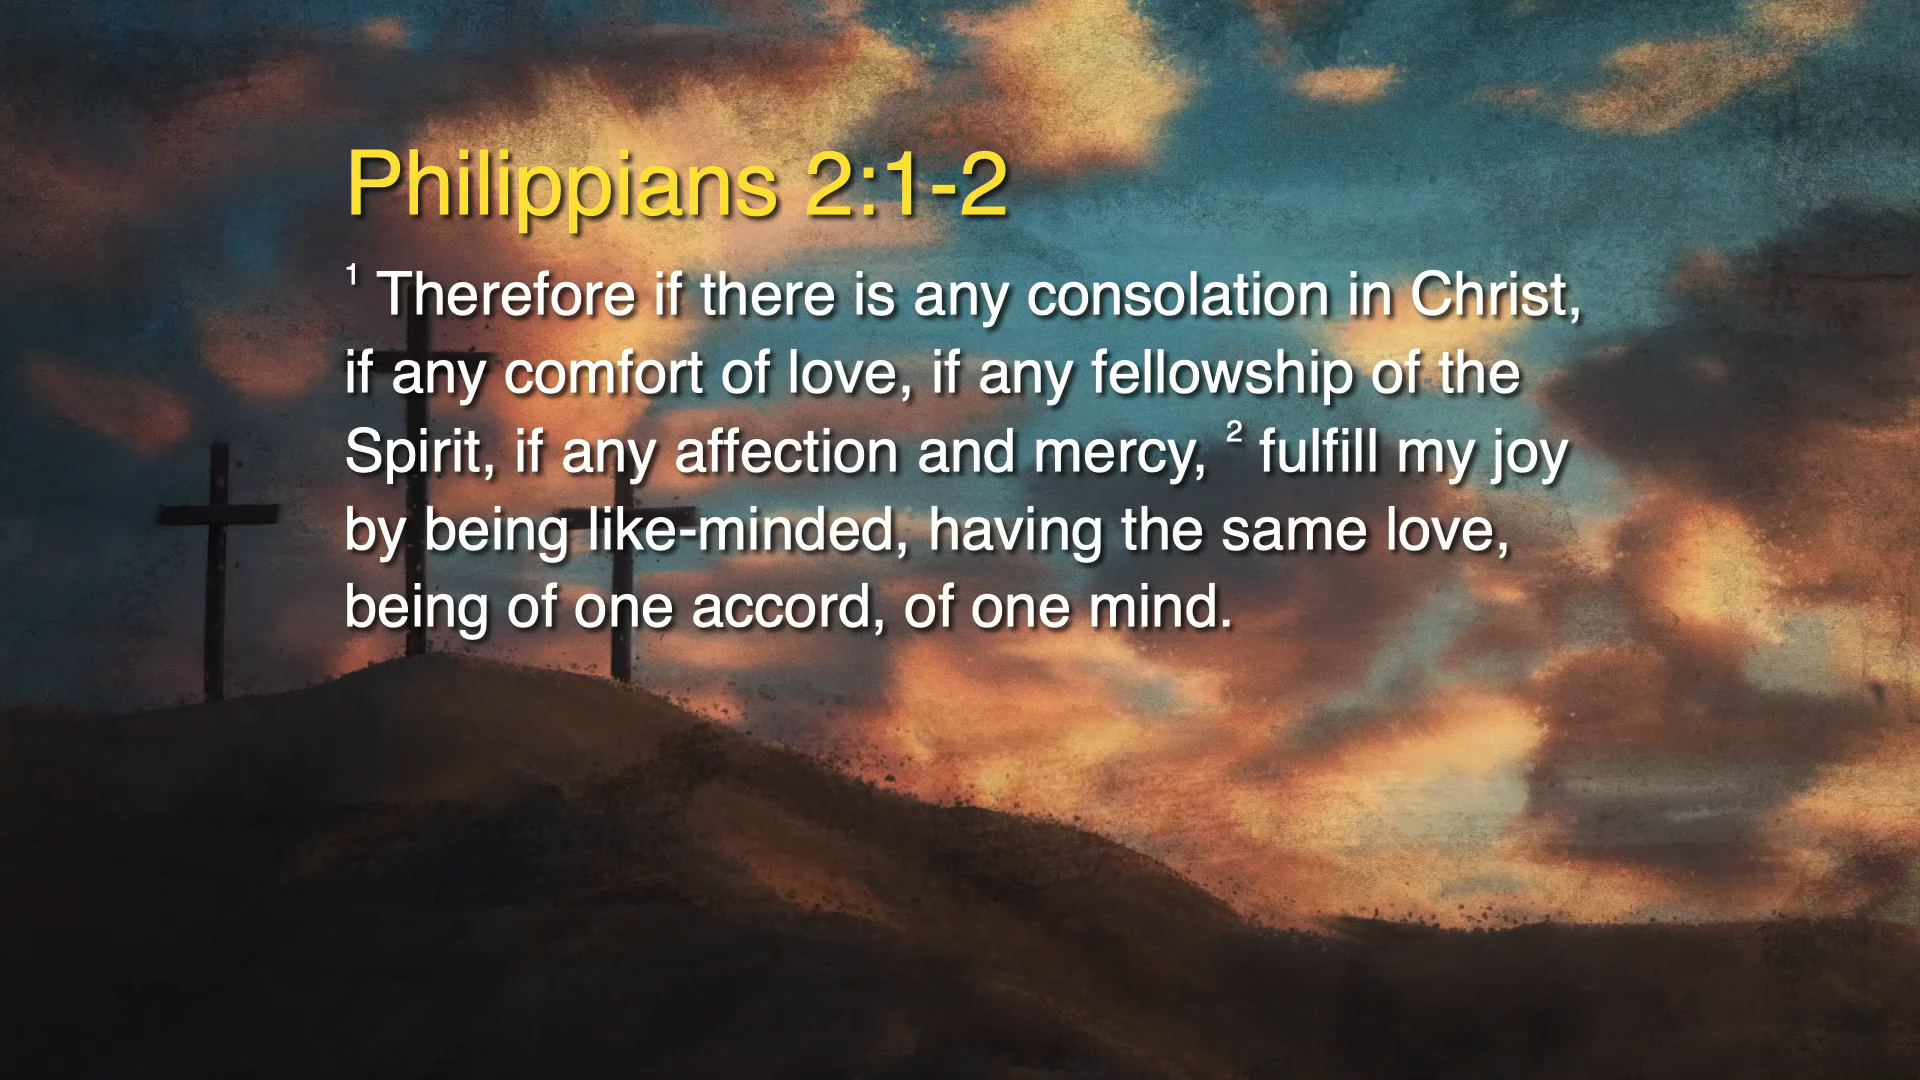 Philippians 2:1-2
1 Therefore if there is any consolation in Christ,
if any comfort of love, if any fellowship of the
Spirit, if any affection and mercy, 2 fulfill my joy
by being like-minded, having the same love,
being of one accord, of one mind.